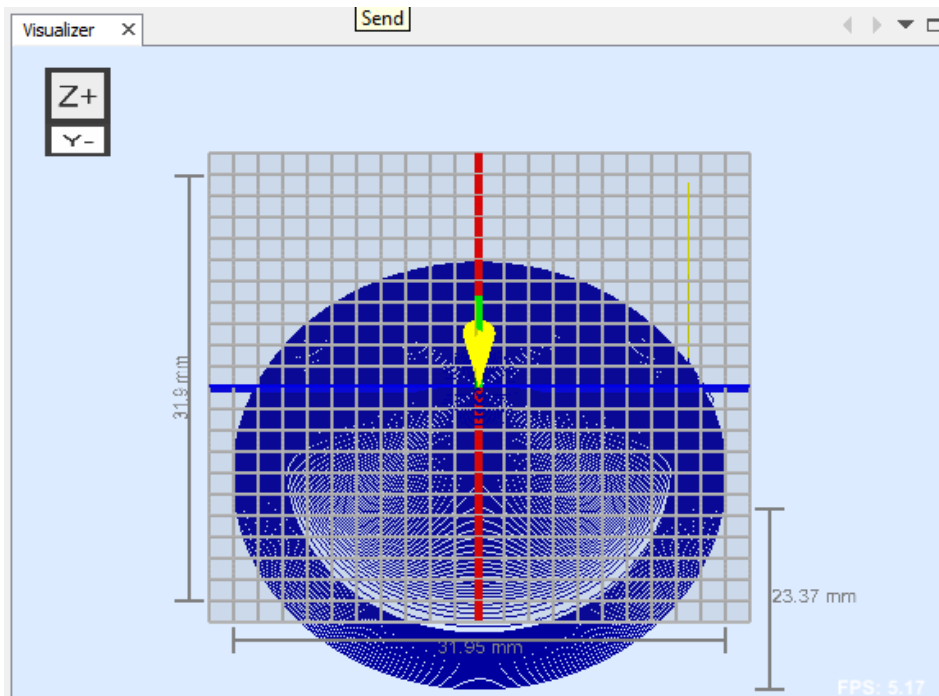 Send
Visualizer
Z+
Y-
31.9 mm
23.37 mm
31.95 mm
FPS: 5.17